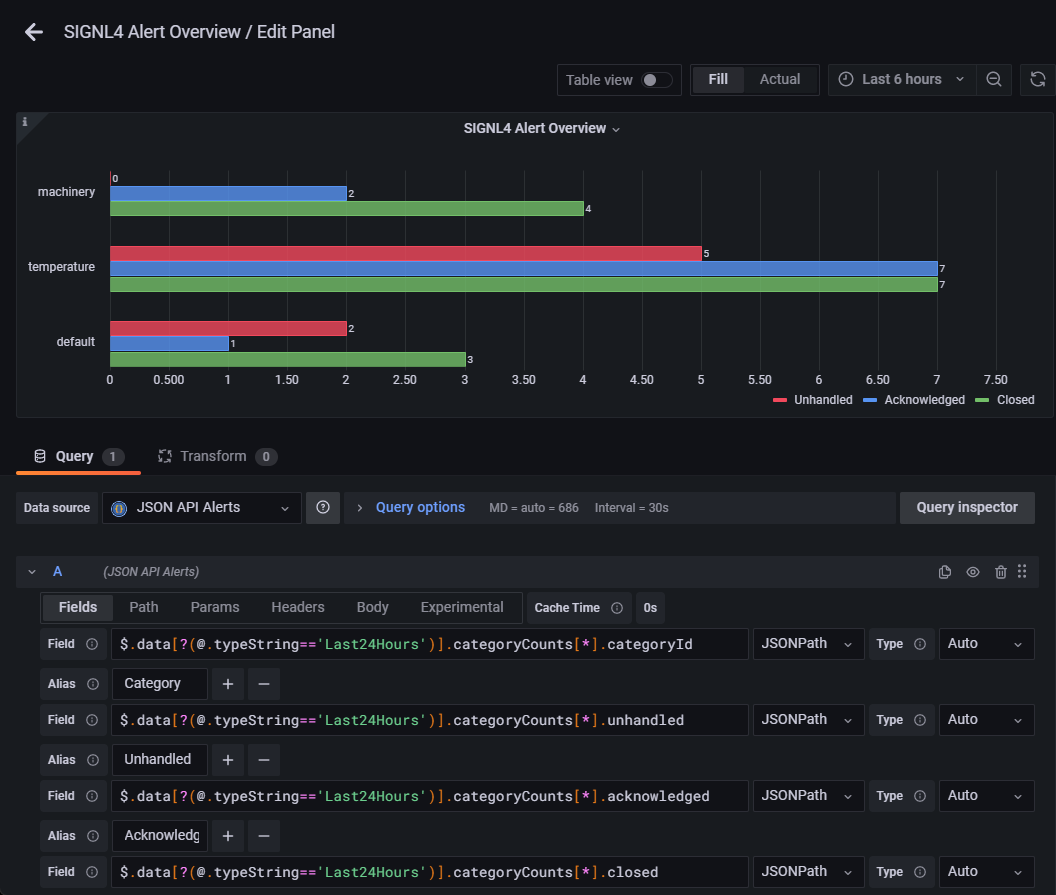 SIGNL4 Alert Overview / Edit Panel
Table view Fill Actual Last 6 hours
i
SIGNL4 Alert Overview
0
machinery 2
4
5
temperature 7
7
2
default 1
3
0 0.500 1 1.50 2 2.50 3 3.50 4 4.50 5 5.50 6 6.50 7 7.50
Unhandled Acknowledged Closed
Query 1 Transform 0
Data source JSON API Alerts Query options MD = auto = 686 Interval = 30s Query inspector
A (JSON API Alerts)
Fields Path Params Headers Body Experimental Cache Time 0s
Field $.data[?(@.typeString=='Last24Hours')].categoryCounts[*].categoryId JSONPath Type Auto
Alias Category + −
Field $.data[?(@.typeString=='Last24Hours')].categoryCounts[*].unhandled JSONPath Type Auto
Alias Unhandled + −
Field $.data[?(@.typeString=='Last24Hours')].categoryCounts[*].acknowledged JSONPath Type Auto
Alias Acknowledg + −
Field $.data[?(@.typeString=='Last24Hours')].categoryCounts[*].closed JSONPath Type Auto